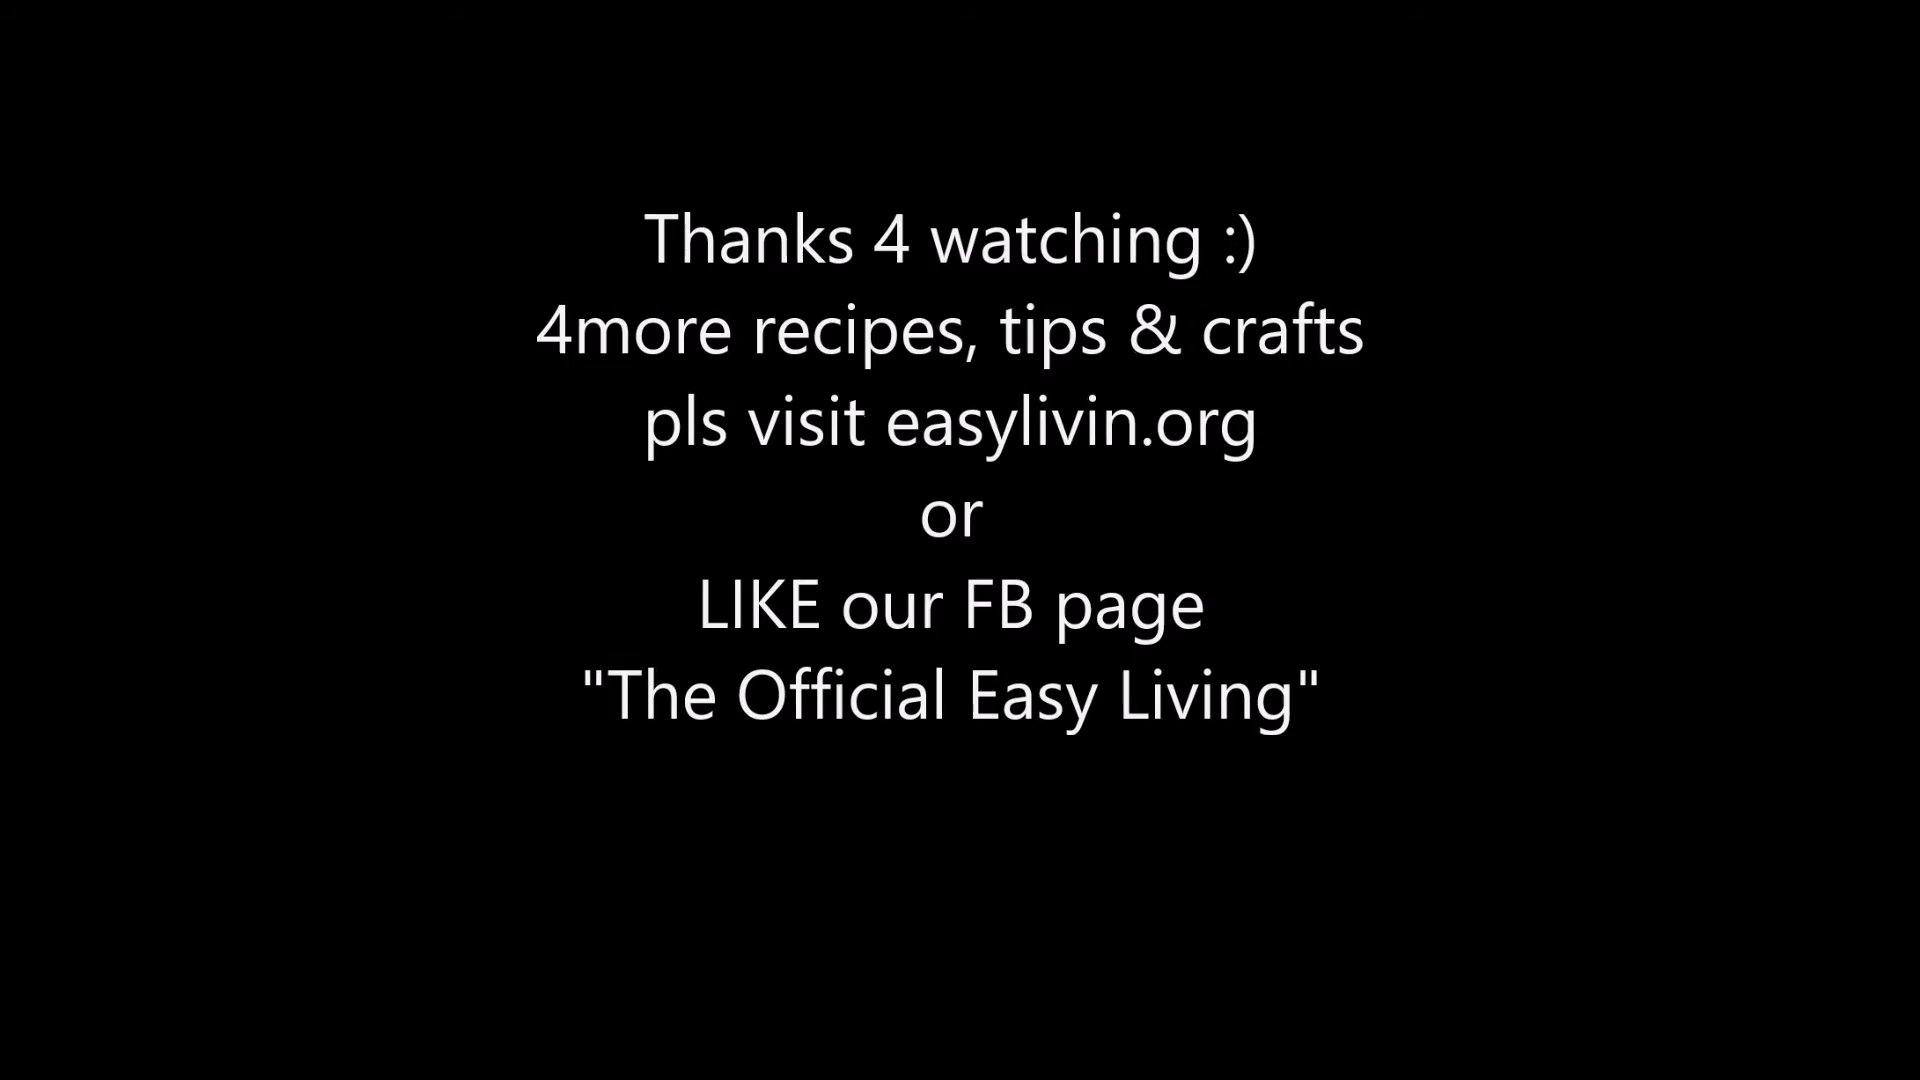 Thanks 4 watching :)
4more recipes, tips & crafts
pls visit easylivin.org
or
LIKE our FB page
"The Official Easy Living"